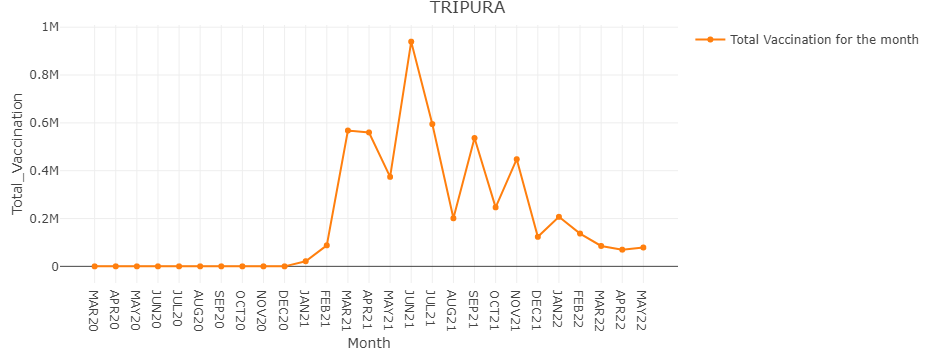 TRIPURA
1M
0.8M
0.6M
0.4M
0.2M
0
Total_Vaccination
MAR20 APR20 MAY20 JUN20 JUL20 AUG20 SEP20 OCT20 NOV20 DEC20 JAN21 FEB21 MAR21 APR21 MAY21 JUN21 JUL21 AUG21 SEP21 OCT21 NOV21 DEC21 JAN22 FEB22 MAR22 APR22 MAY22
Month
Total Vaccination for the month